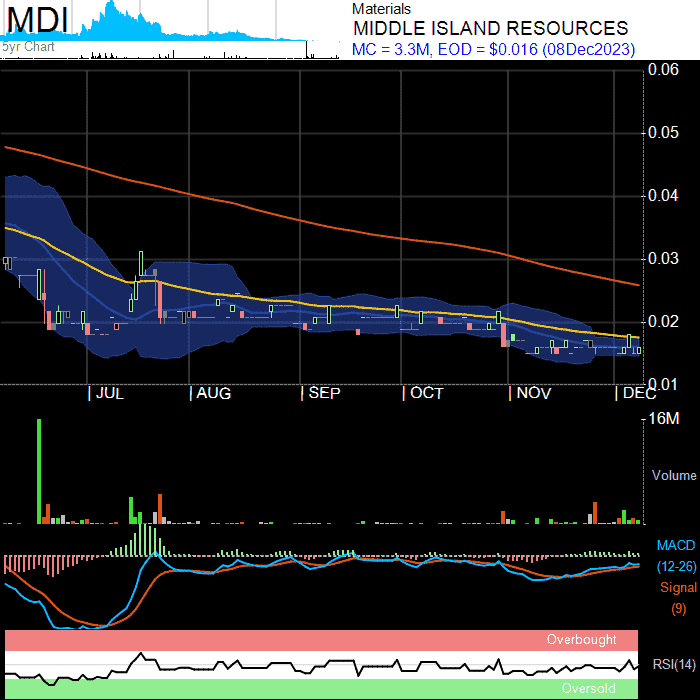 MDI
5yr Chart
Materials
MIDDLE ISLAND RESOURCES
MC = 3.3M, EOD = $0.016 (08Dec2023)
0.06
0.05
0.04
0.03
0.02
0.01
JUL
AUG
SEP
OCT
NOV
DEC
16M
Volume
MACD
(12-26)
Signal
(9)
Overbought
RSI(14)
Oversold